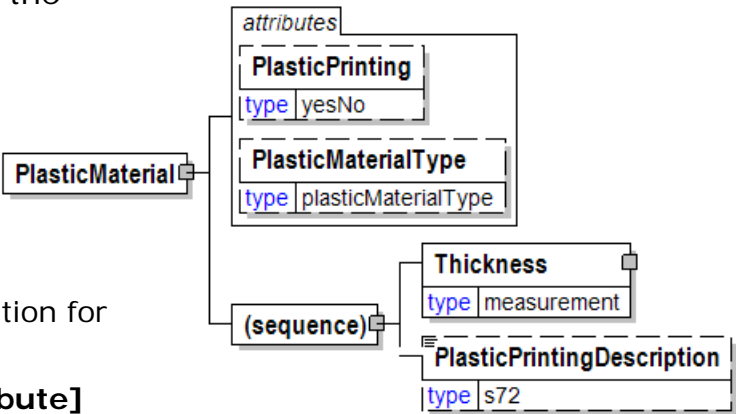 the
attributes
PlasticPrinting
type yesNo
PlasticMaterialType
type plasticMaterialType
PlasticMaterial
Thickness
type measurement
tion for
(sequence)
PlasticPrintingDescription
type s72
bute]